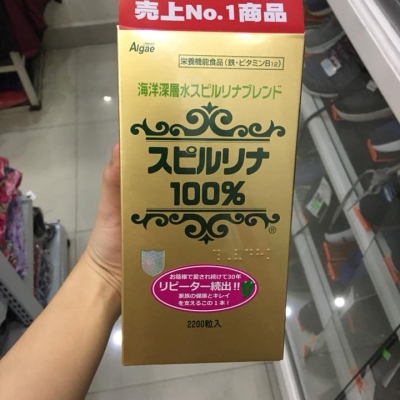 売上No.1商品
Algae
栄養機能食品(鉄・ビタミンB12)
海洋深層水スピルリナブレンド
スピルリナ
100%
®
お陰様で愛され続けて30年
リピーター続出!!
家族の健康とキレイ
を支えるこの1本!
2200粒入